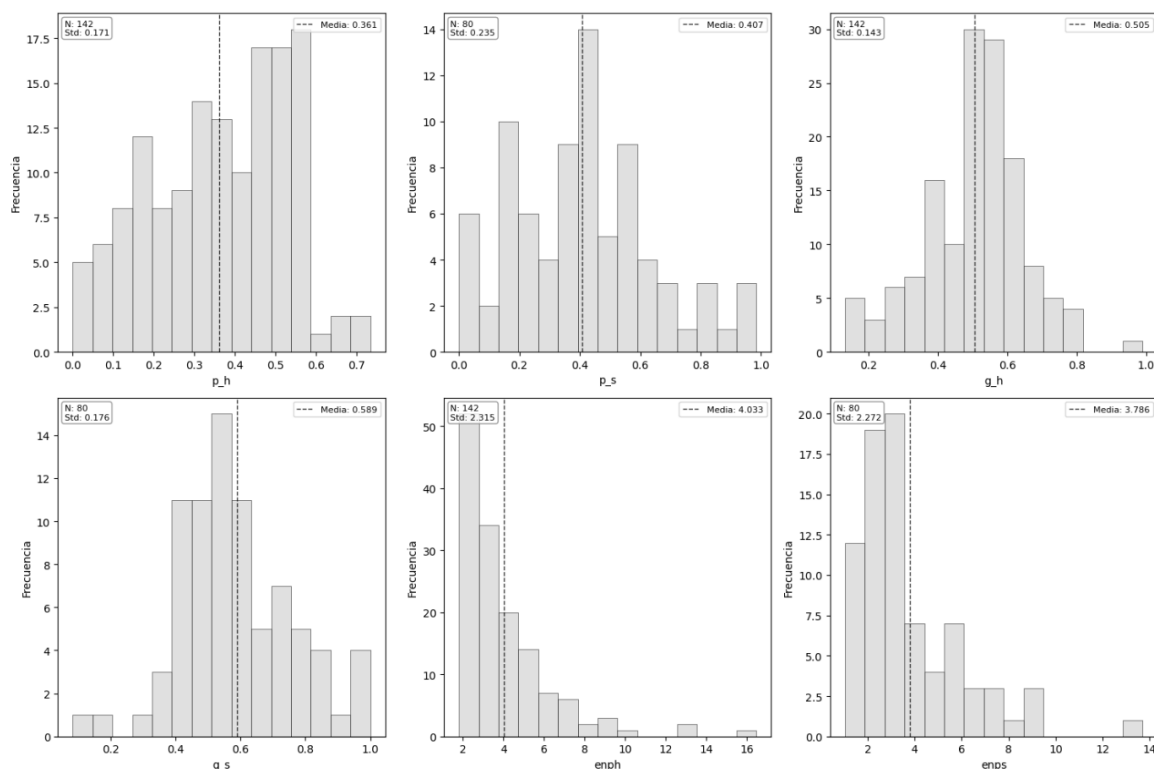 N: 142
Std: 0.171
Media: 0.361
17.5
15.0
12.5
10.0
7.5
5.0
2.5
0.0
Frecuencia
0.0 0.1 0.2 0.3 0.4 0.5 0.6 0.7
p_h
N: 80
Std: 0.235
Media: 0.407
14
12
10
8
6
4
2
0
Frecuencia
0.0 0.2 0.4 0.6 0.8 1.0
p_s
N: 142
Std: 0.143
Media: 0.505
30
25
20
15
10
5
0
Frecuencia
0.2 0.4 0.6 0.8 1.0
g_h
N: 80
Std: 0.176
Media: 0.589
14
12
10
8
6
4
2
0
Frecuencia
0.2 0.4 0.6 0.8 1.0
g_s
N: 142
Std: 2.315
Media: 4.033
50
40
30
20
10
0
Frecuencia
2 4 6 8 10 12 14 16
enph
N: 80
Std: 2.272
Media: 3.786
20.0
17.5
15.0
12.5
10.0
7.5
5.0
2.5
0.0
Frecuencia
2 4 6 8 10 12 14
enps